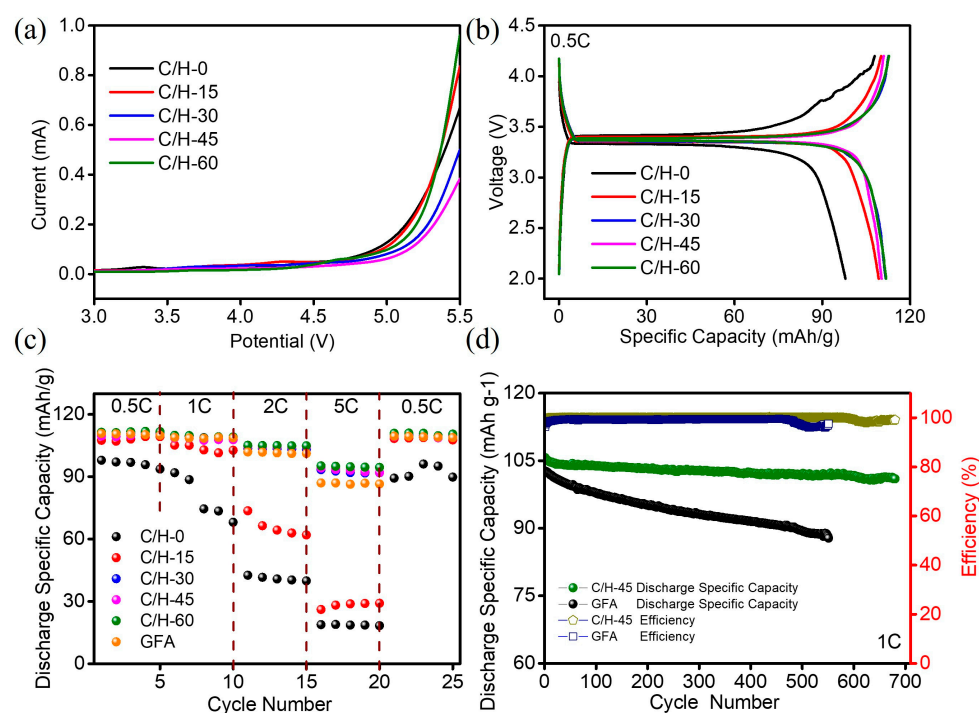 (a)
C/H-0
C/H-15
C/H-30
C/H-45
C/H-60
Current (mA)
1.0
0.8
0.6
0.4
0.2
0.0
3.0 3.5 4.0 4.5 5.0 5.5
Potential (V)
(b)
0.5C
C/H-0
C/H-15
C/H-30
C/H-45
C/H-60
Voltage (V)
4.5
4.0
3.5
3.0
2.5
2.0
0 30 60 90 120
Specific Capacity (mAh/g)
(c)
0.5C 1C 2C 5C 0.5C
C/H-0
C/H-15
C/H-30
C/H-45
C/H-60
GFA
Discharge Specific Capacity (mAh/g)
120
90
60
30
0
5 10 15 20 25
Cycle Number
(d)
C/H-45 Discharge Specific Capacity
GFA Discharge Specific Capacity
C/H-45 Efficiency
GFA Efficiency
1C
Discharge Specific Capacity (mAh g-1)
120
105
90
75
60
0 100 200 300 400 500 600 700
Cycle Number
Efficiency (%)
100
80
60
40
20
0